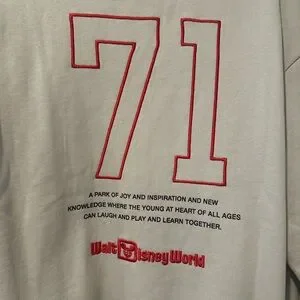 71
A PARK OF JOY AND INSPIRATION AND NEW
KNOWLEDGE WHERE THE YOUNG AT HEART OF ALL AGES
CAN LAUGH AND PLAY AND LEARN TOGETHER.
Walt Disney World